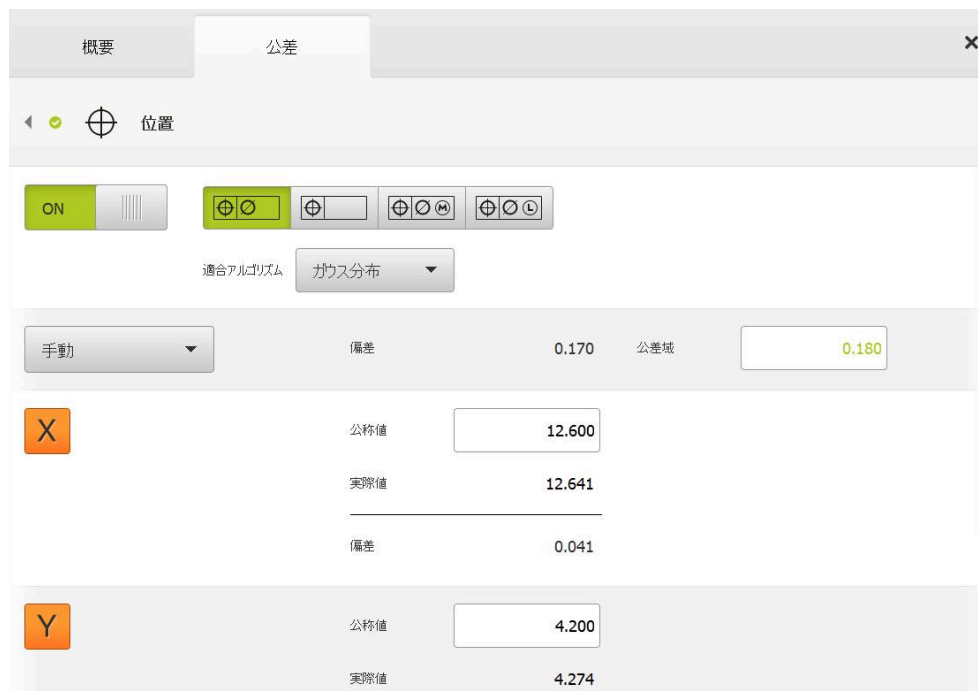 概要 公差
位置
ON
適合アルゴリズム ガウス分布
手動 偏差 0.170 公差域 0.180
X 公称値 12.600
実際値 12.641
偏差 0.041
Y 公称値 4.200
実際値 4.274